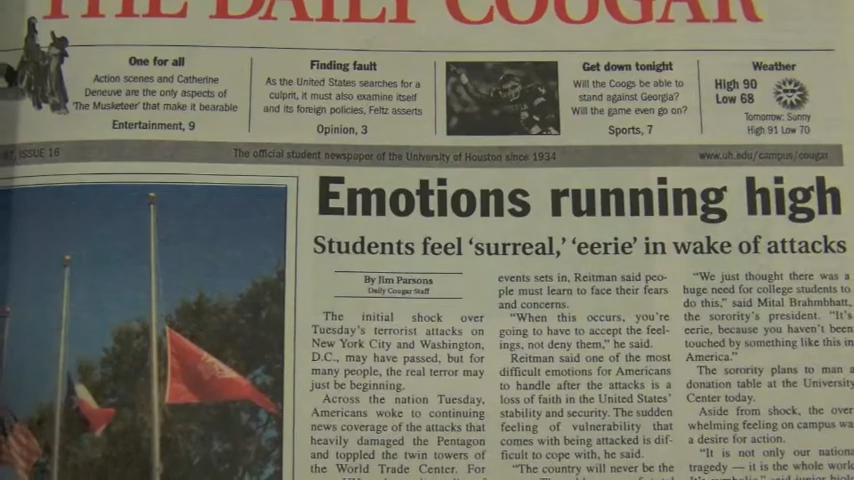 THE DAILY COUGAR
One for all
Action scenes and Catherine
Deneuve are the only aspects of
'The Musketeer' that make it bearable
Entertainment, 9
Finding fault
As the United States searches for a
culprit, it must also examine itself
and its foreign policies, Feltz asserts
Opinion, 3
Get down tonight
Will the Coogs be able to
stand against Georgia?
Will the game even go on?
Sports, 7
Weather
High 90
Low 68
Tomorrow: Sunny
High 91 Low 70
ISSUE 16
The official student newspaper of the University of Houston since 1934
www.uh.edu/campus/cougar
Emotions running high
Students feel 'surreal,' 'eerie' in wake of attacks
By Jim Parsons
Daily Cougar Staff
The initial shock over
Tuesday's terrorist attacks on
New York City and Washington,
D.C., may have passed, but for
many people, the real terror may
just be beginning.
Across the nation Tuesday,
Americans woke to continuing
news coverage of the attacks that
heavily damaged the Pentagon
and toppled the twin towers of
the World Trade Center. For
events sets in, Reitman said peo-
ple must learn to face their fears
and concerns.
"When this occurs, you're
going to have to accept the feel-
ings, not deny them," he said.
Reitman said one of the most
difficult emotions for Americans
to handle after the attacks is a
loss of faith in the United States'
stability and security. The sudden
feeling of vulnerability that
comes with being attacked is dif-
ficult to cope with, he said.
"The country will never be the
"We just thought there was a
huge need for college students to
do this," said Mital Brahmbhatt,
the sorority's president. "It's
eerie, because you haven't been
touched by something like this in
America."
The sorority plans to man a
donation table at the University
Center today.
Aside from shock, the over
whelming feeling on campus wa
a desire for action.
"It is not only our nationa
tragedy — it is the whole world